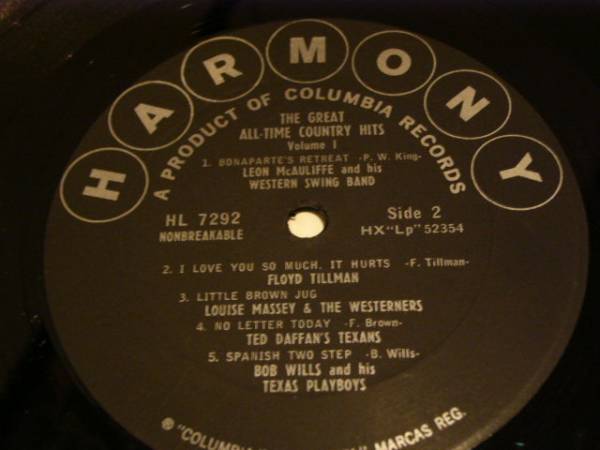 HARMONY
A PRODUCT OF COLUMBIA RECORDS
THE GREAT
ALL-TIME COUNTRY HITS
Volume 1
1. BONAPARTE'S RETREAT -P. W. King-
LEON McAULIFFE and his
WESTERN SWING BAND
HL 7292
NONBREAKABLE
Side 2
HX"Lp" 52354
2. I LOVE YOU SO MUCH, IT HURTS -F. Tillman-
FLOYD TILLMAN
3. LITTLE BROWN JUG
LOUISE MASSEY & THE WESTERNERS
4. NO LETTER TODAY -F. Brown-
TED DAFFAN'S TEXANS
5. SPANISH TWO STEP -B. Wills-
BOB WILLS and his
TEXAS PLAYBOYS
MARCAS REG.